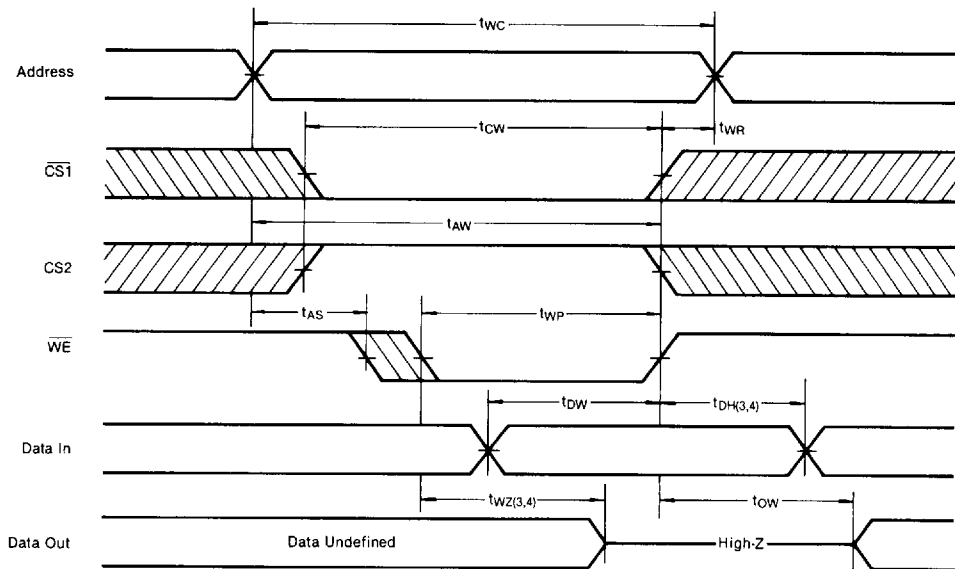 tWC
Address
tCW
tWR
CS1
tAW
CS2
tAS
tWP
WE
tDW
tDH(3,4)
Data In
tWZ(3,4)
tOW
Data Out
Data Undefined
High-Z